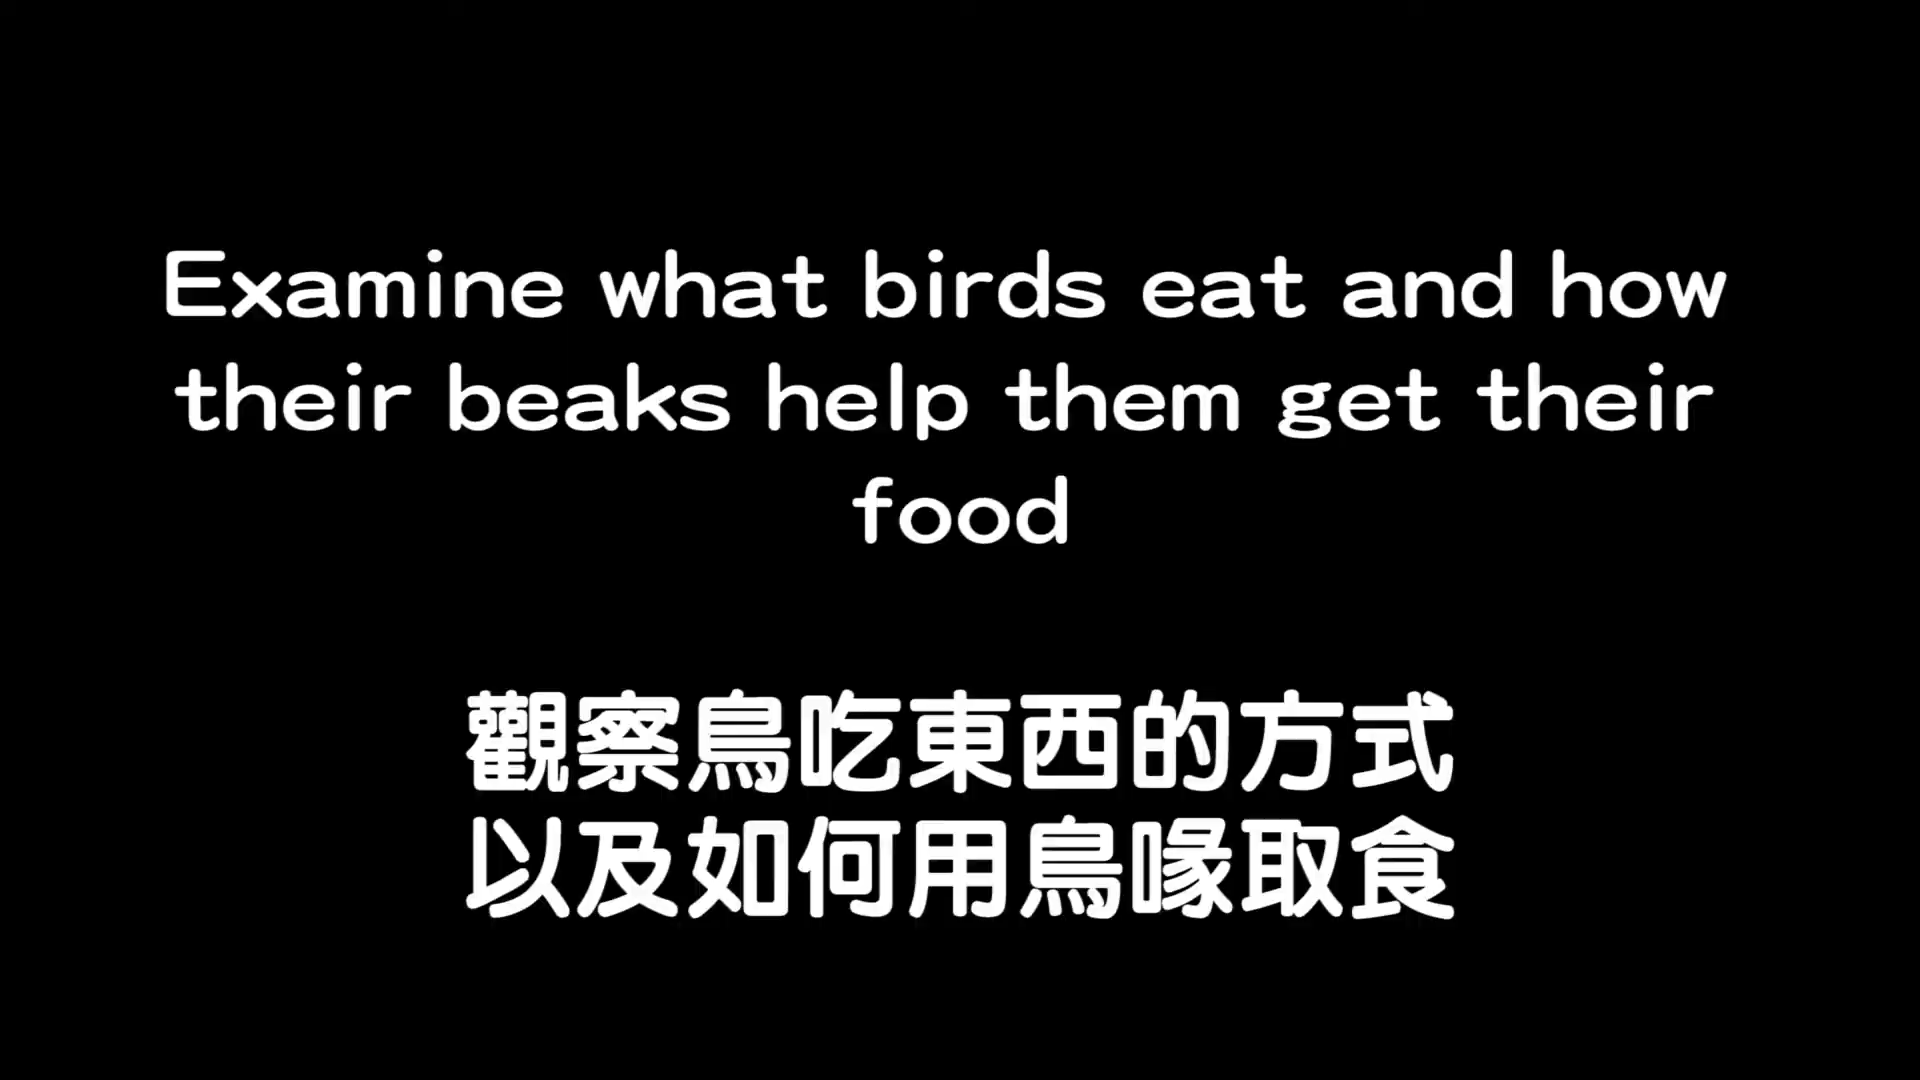 Examine what birds eat and how
their beaks help them get their
food
觀察鳥吃東西的方式
以及如何用鳥喙取食